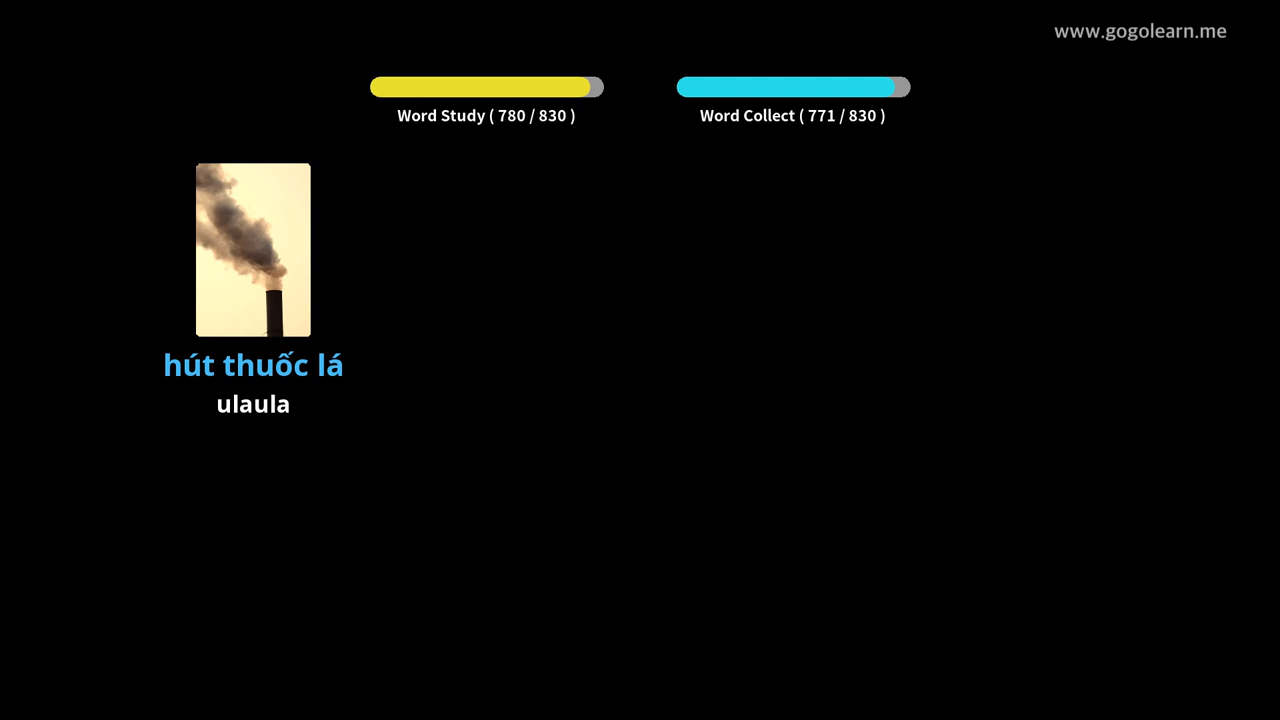 www.gogolearn.me
Word Study ( 780 / 830 )
Word Collect ( 771 / 830 )
hút thuốc lá
ulaula